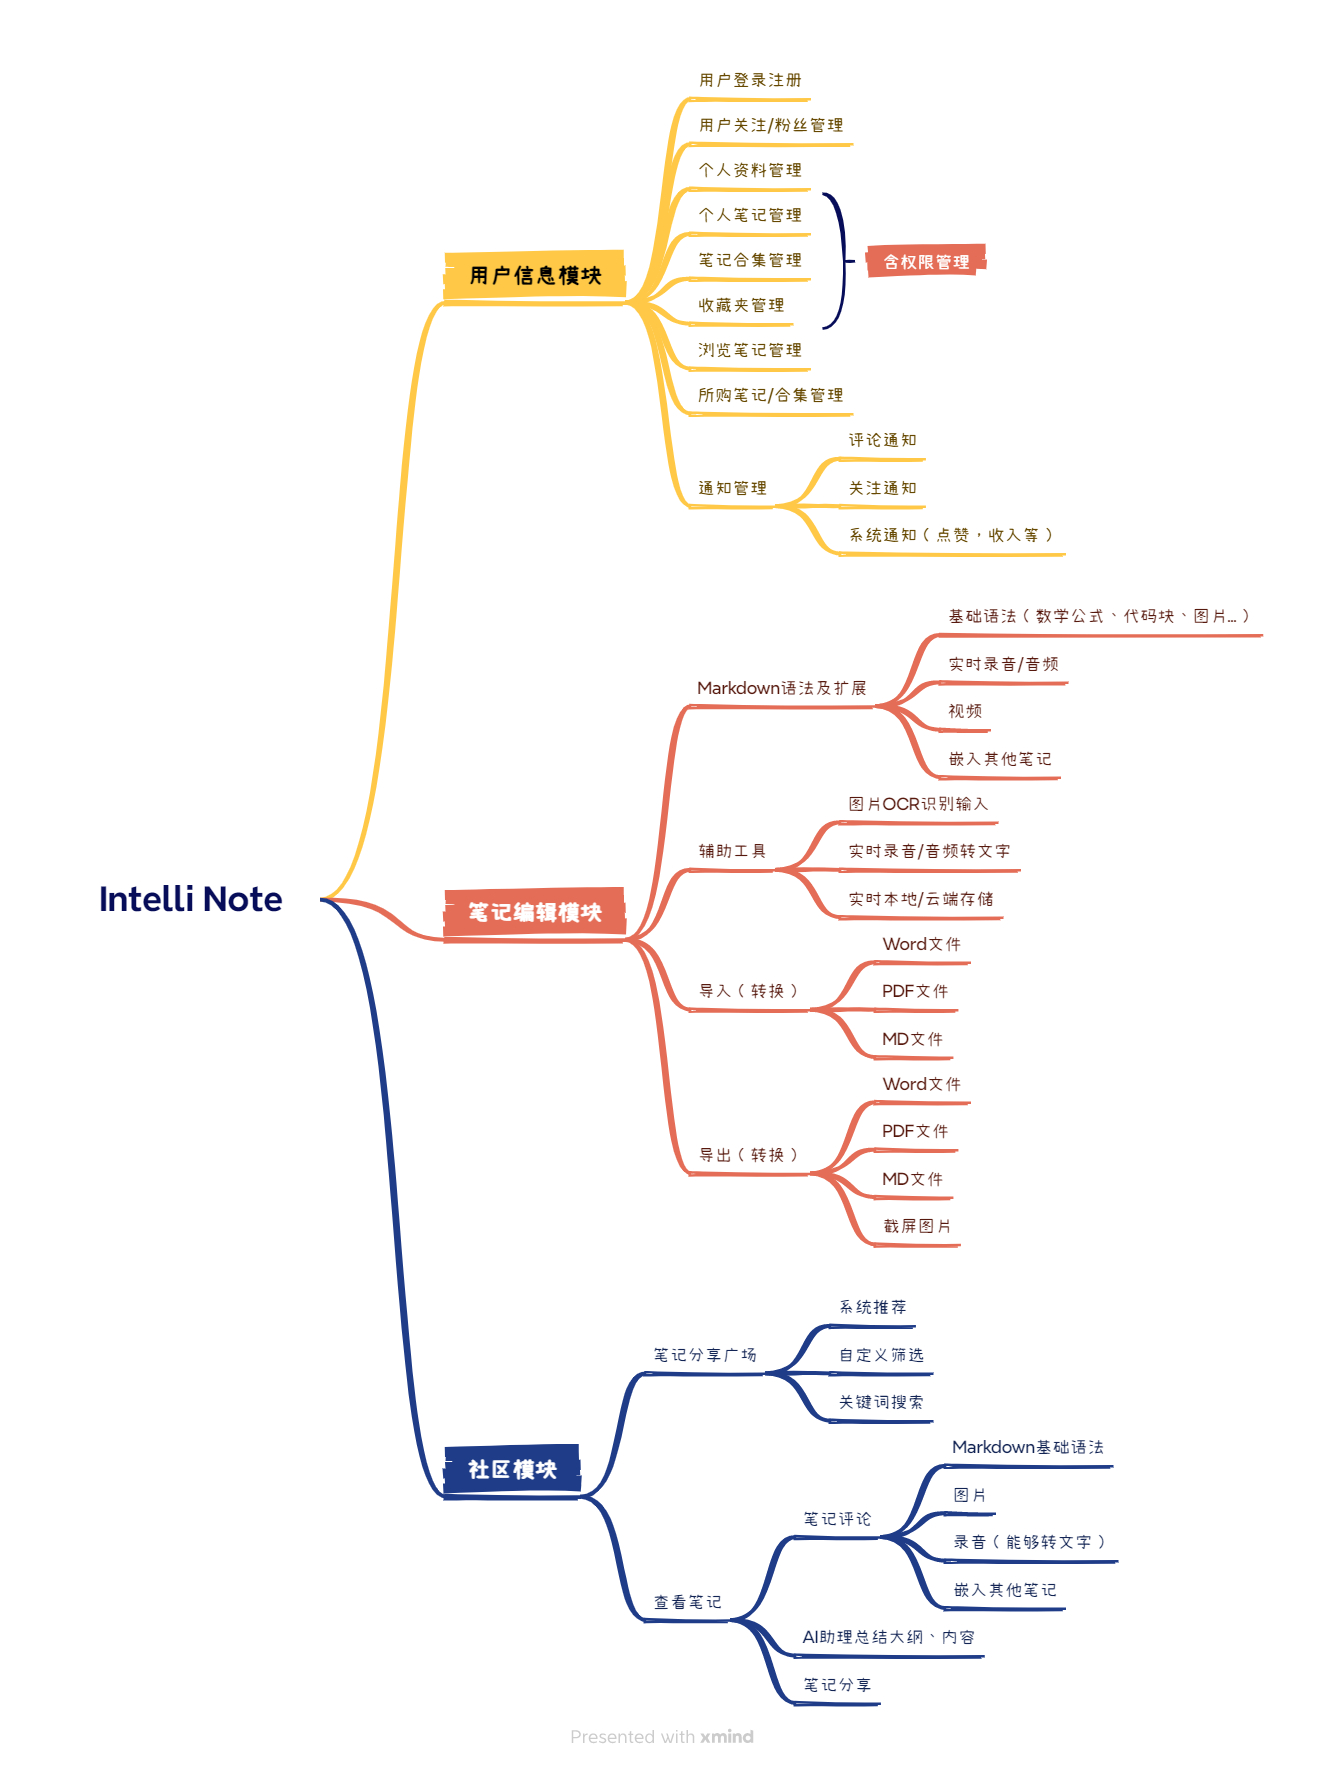 Intelli Note
用户信息模块
用户登录注册
用户关注/粉丝管理
个人资料管理
个人笔记管理
笔记合集管理
收藏夹管理
含权限管理
浏览笔记管理
所购笔记/合集管理
通知管理
评论通知
关注通知
系统通知（点赞，收入等）
笔记编辑模块
Markdown语法及扩展
基础语法（数学公式、代码块、图片...）
实时录音/音频
视频
嵌入其他笔记
辅助工具
图片OCR识别输入
实时录音/音频转文字
实时本地/云端存储
导入（转换）
Word文件
PDF文件
MD文件
导出（转换）
Word文件
PDF文件
MD文件
截屏图片
社区模块
笔记分享广场
系统推荐
自定义筛选
关键词搜索
查看笔记
笔记评论
Markdown基础语法
图片
录音（能够转文字）
嵌入其他笔记
AI助理总结大纲、内容
笔记分享
Presented with xmind